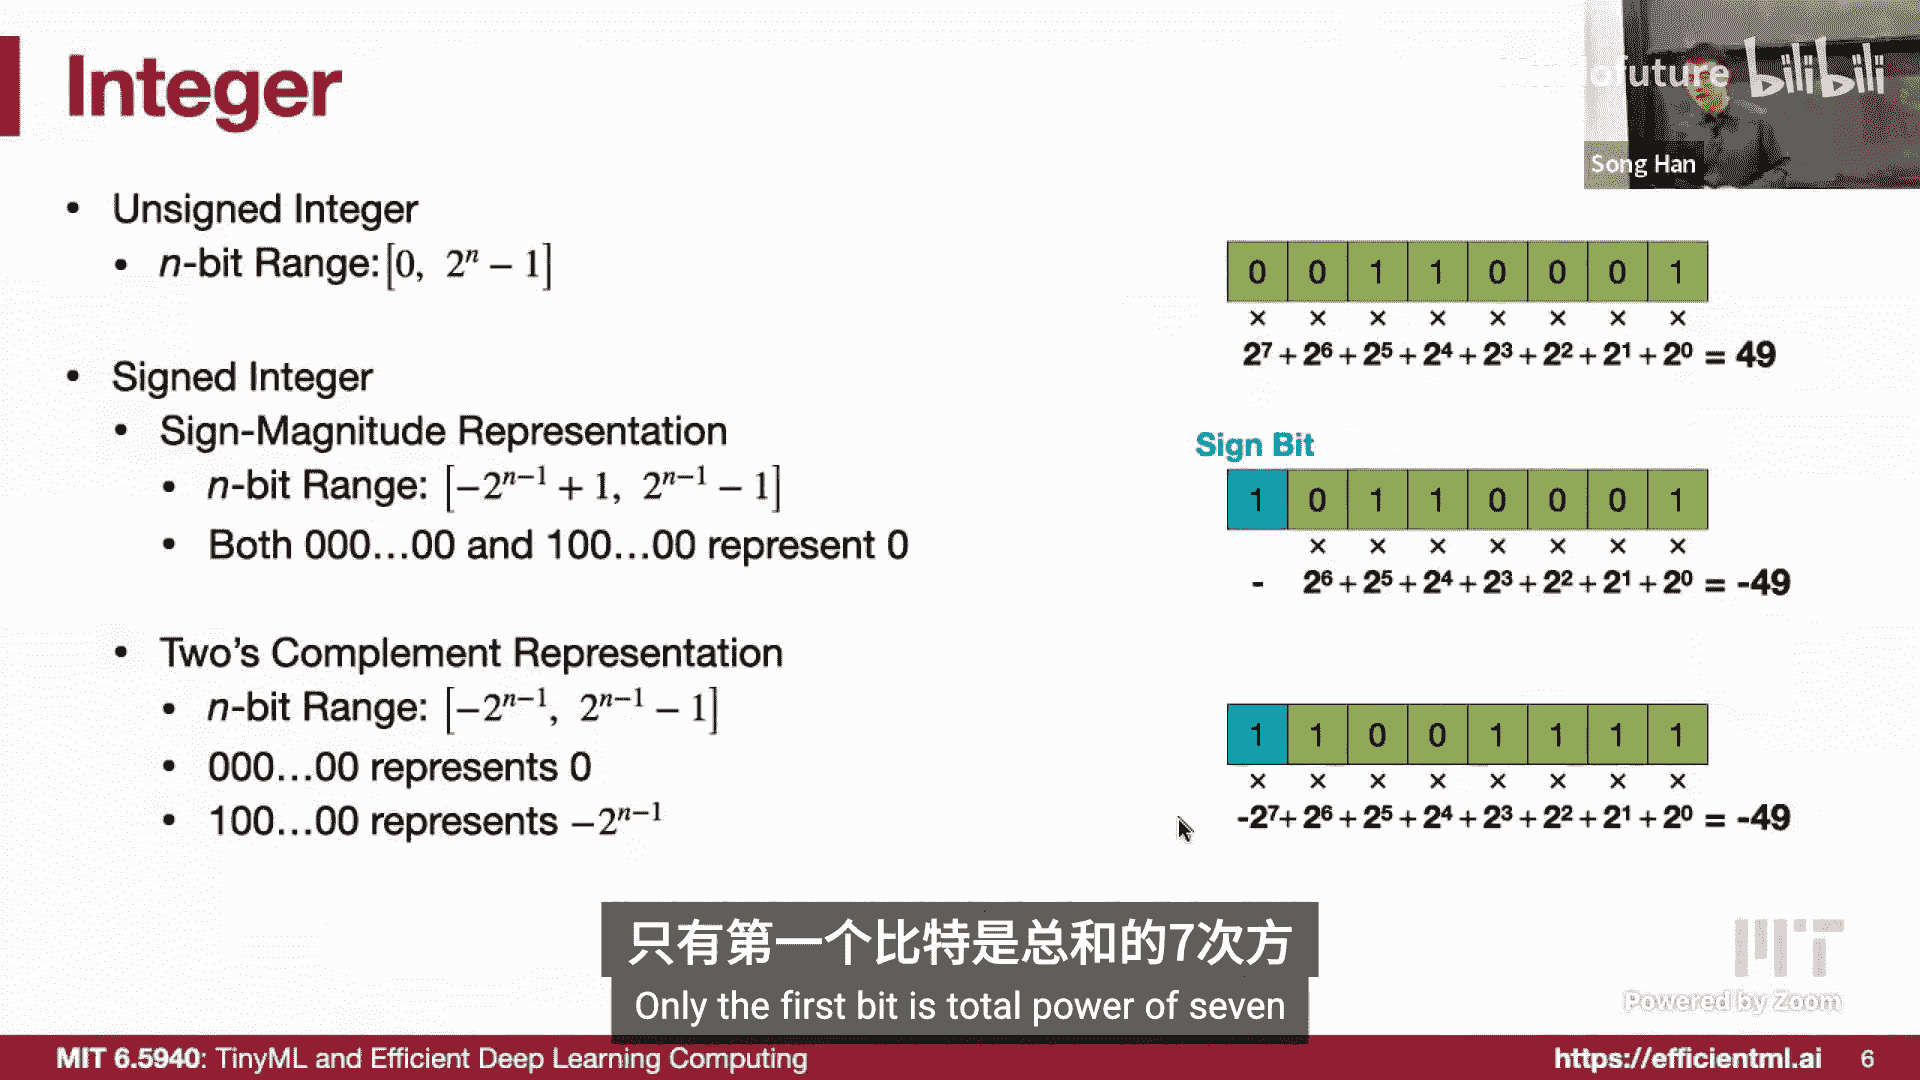 Integer
ofuture bilibili
Song Han
• Unsigned Integer
• n-bit Range: [0, 2ⁿ − 1]
0 0 1 1 0 0 0 1
× × × × × × × ×
2⁷ + 2⁶ + 2⁵ + 2⁴ + 2³ + 2² + 2¹ + 2⁰ = 49
• Signed Integer
• Sign-Magnitude Representation
• n-bit Range: [−2ⁿ⁻¹ + 1, 2ⁿ⁻¹ − 1]
• Both 000...00 and 100...00 represent 0
Sign Bit
1 0 1 1 0 0 0 1
× × × × × × ×
- 2⁶ + 2⁵ + 2⁴ + 2³ + 2² + 2¹ + 2⁰ = -49
• Two's Complement Representation
• n-bit Range: [−2ⁿ⁻¹, 2ⁿ⁻¹ − 1]
• 000...00 represents 0
• 100...00 represents −2ⁿ⁻¹
1 1 0 0 1 1 1 1
× × × × × × × ×
-2⁷+ 2⁶ + 2⁵ + 2⁴ + 2³ + 2² + 2¹ + 2⁰ = -49
只有第一个比特是总和的7次方
Only the first bit is total power of seven
MIT
Powered by Zoom
MIT 6.5940: TinyML and Efficient Deep Learning Computing
https://efficientml.ai 6